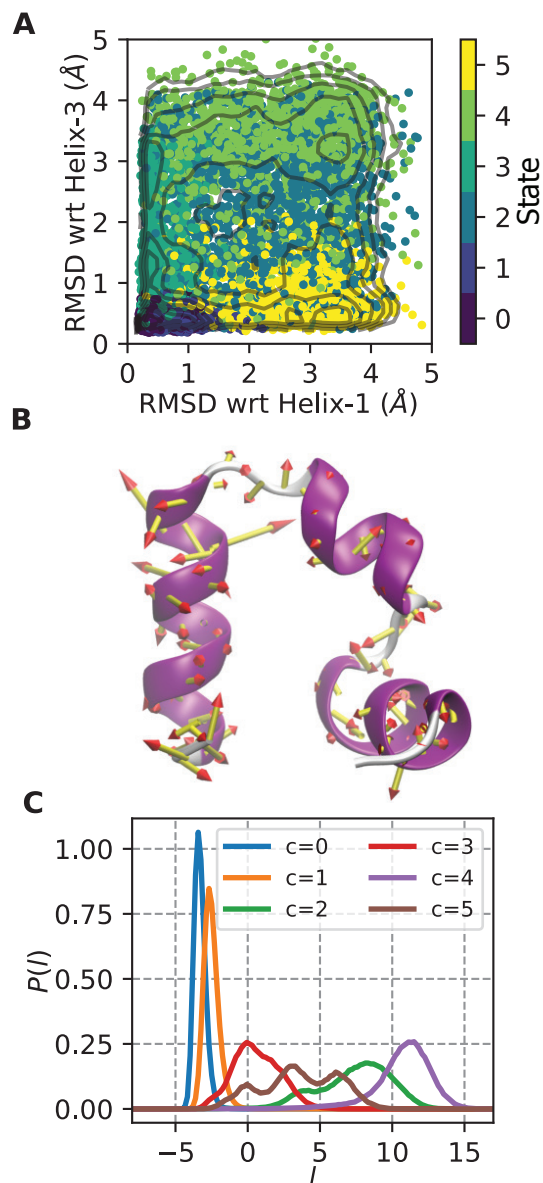 A
RMSD wrt Helix-3 (Å)
5
4
3
2
1
0
0 1 2 3 4 5
RMSD wrt Helix-1 (Å)
5
4
3
2
1
0
State
B
C
P(l)
1.00
0.75
0.50
0.25
0.00
c=0 c=3
c=1 c=4
c=2 c=5
−5 0 5 10 15
l